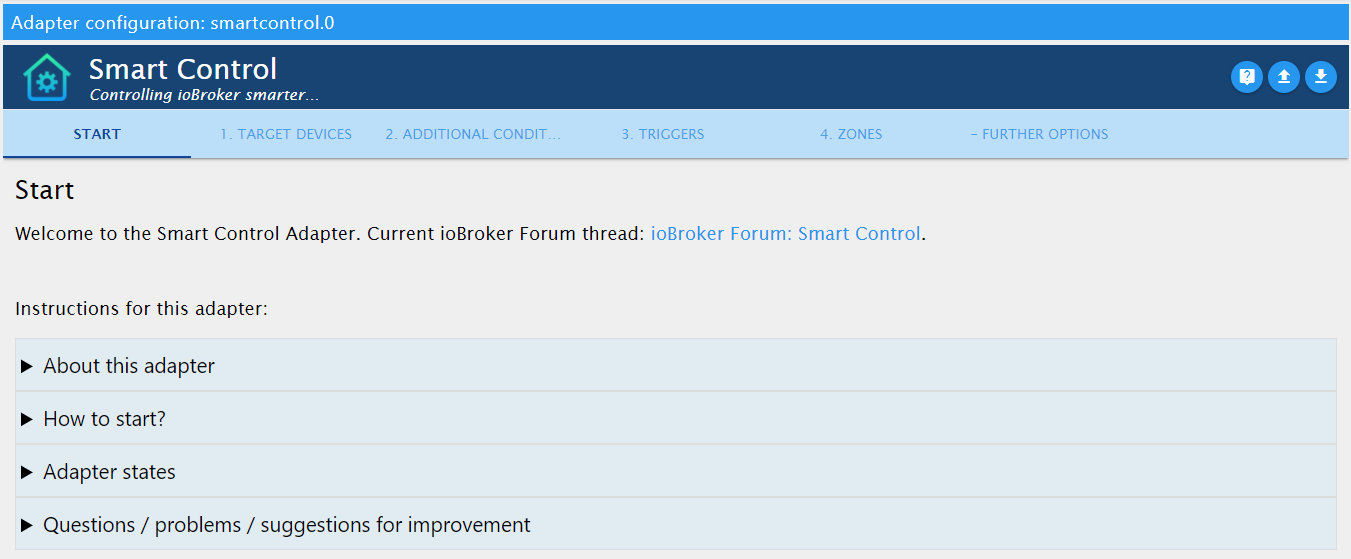 Adapter configuration: smartcontrol.0
Smart Control
Controlling ioBroker smarter...
START 1. TARGET DEVICES 2. ADDITIONAL CONDIT... 3. TRIGGERS 4. ZONES – FURTHER OPTIONS
Start
Welcome to the Smart Control Adapter. Current ioBroker Forum thread: ioBroker Forum: Smart Control.
Instructions for this adapter:
About this adapter
How to start?
Adapter states
Questions / problems / suggestions for improvement